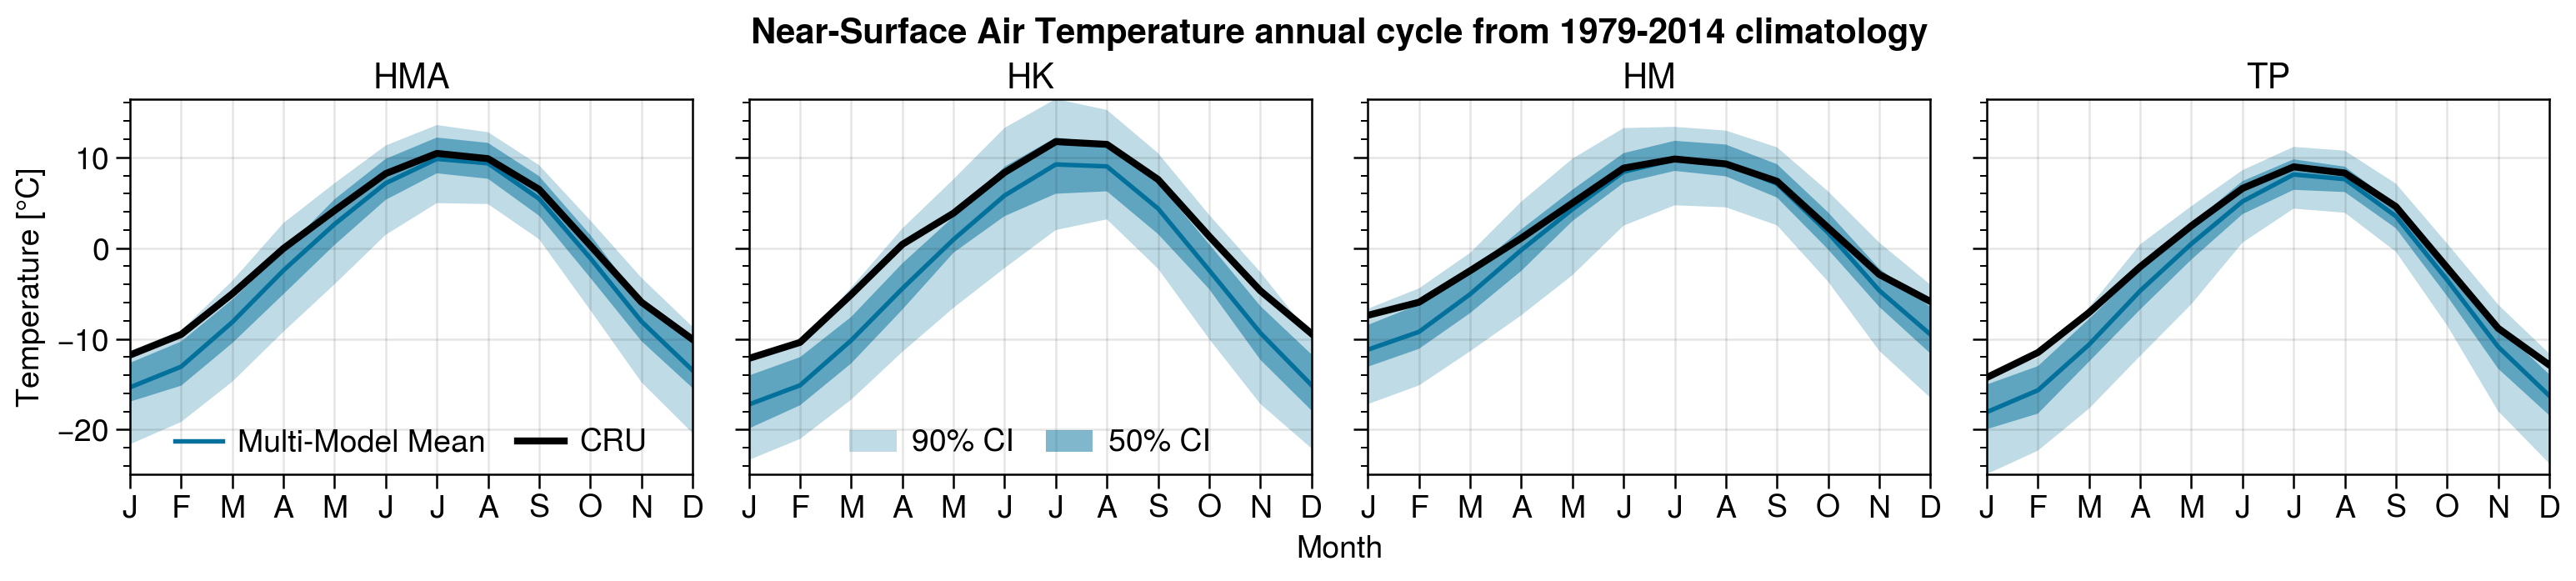 Near-Surface Air Temperature annual cycle from 1979-2014 climatology
HMA HK HM TP
Temperature [°C]
10
0
−10
−20
Multi-Model Mean CRU 90% CI 50% CI
J F M A M J J A S O N D J F M A M J J A S O N D J F M A M J J A S O N D J F M A M J J A S O N D
Month